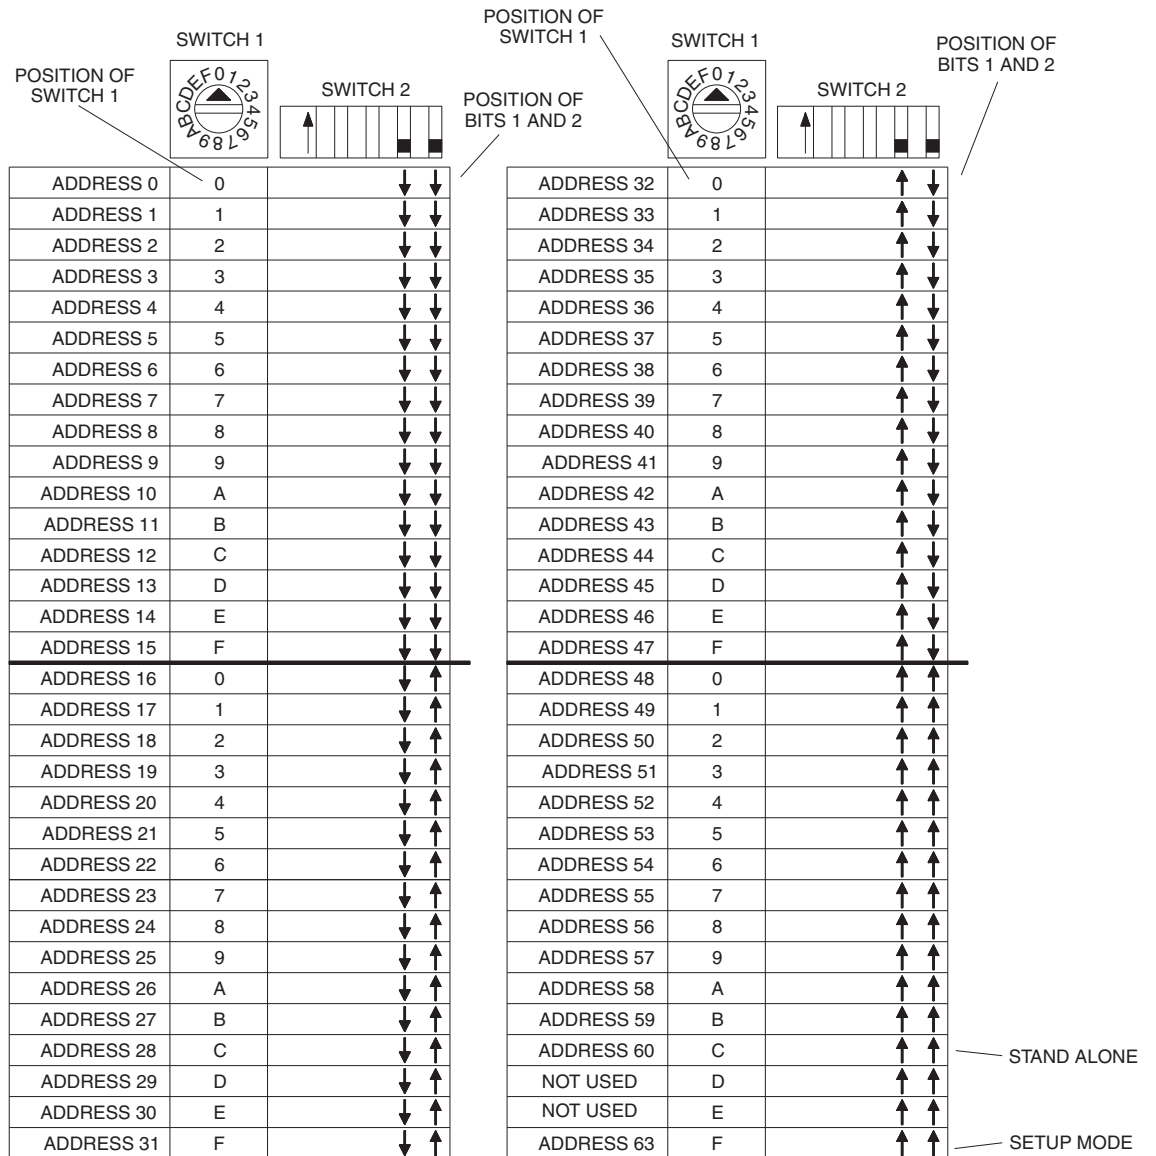 POSITION OF
SWITCH 1
SWITCH 1
SWITCH 1
POSITION OF
BITS 1 AND 2
POSITION OF
SWITCH 1
0123456789ABCDEF
SWITCH 2
POSITION OF
BITS 1 AND 2
0123456789ABCDEF
SWITCH 2
ADDRESS 0 0
ADDRESS 1 1
ADDRESS 2 2
ADDRESS 3 3
ADDRESS 4 4
ADDRESS 5 5
ADDRESS 6 6
ADDRESS 7 7
ADDRESS 8 8
ADDRESS 9 9
ADDRESS 10 A
ADDRESS 11 B
ADDRESS 12 C
ADDRESS 13 D
ADDRESS 14 E
ADDRESS 15 F
ADDRESS 16 0
ADDRESS 17 1
ADDRESS 18 2
ADDRESS 19 3
ADDRESS 20 4
ADDRESS 21 5
ADDRESS 22 6
ADDRESS 23 7
ADDRESS 24 8
ADDRESS 25 9
ADDRESS 26 A
ADDRESS 27 B
ADDRESS 28 C
ADDRESS 29 D
ADDRESS 30 E
ADDRESS 31 F
ADDRESS 32 0
ADDRESS 33 1
ADDRESS 34 2
ADDRESS 35 3
ADDRESS 36 4
ADDRESS 37 5
ADDRESS 38 6
ADDRESS 39 7
ADDRESS 40 8
ADDRESS 41 9
ADDRESS 42 A
ADDRESS 43 B
ADDRESS 44 C
ADDRESS 45 D
ADDRESS 46 E
ADDRESS 47 F
ADDRESS 48 0
ADDRESS 49 1
ADDRESS 50 2
ADDRESS 51 3
ADDRESS 52 4
ADDRESS 53 5
ADDRESS 54 6
ADDRESS 55 7
ADDRESS 56 8
ADDRESS 57 9
ADDRESS 58 A
ADDRESS 59 B
ADDRESS 60 C STAND ALONE
NOT USED D
NOT USED E
ADDRESS 63 F SETUP MODE